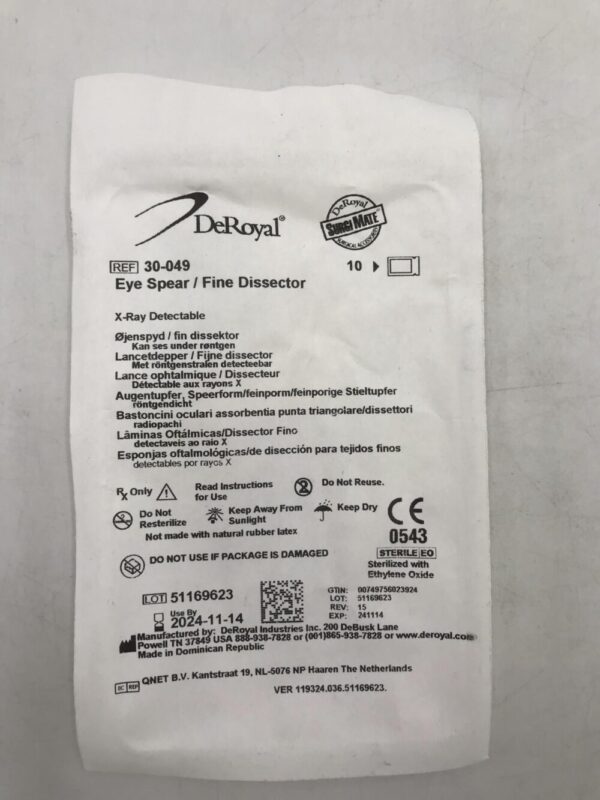 DeRoyal®
DeRoyal
SURGI MATE
SURGICAL ACCESSORIES
REF 30-049
10
Eye Spear / Fine Dissector
X-Ray Detectable
Øjenspyd / fin dissektor
Kan ses under røntgen
Lancetdepper / Fijne dissector
Met röntgenstralen detecteebar
Lance ophtalmique / Dissecteur
Détectable aux rayons X
Augentupfer, Speerform/feinporm/feinporige Stieltupfer
röntgendicht
Bastoncini oculari assorbentia punta triangolare/dissettori
radiopachi
Lâminas Oftálmicas/Dissector Fino
detectaveis ao raio X
Esponjas oftalmológicas/de disección para tejidos finos
detectables por rayos X
Rx Only
Read Instructions
for Use
2
Do Not Reuse.
Do Not
Resterilize
Keep Away From
Sunlight
Keep Dry
CE
0543
Not made with natural rubber latex
DO NOT USE IF PACKAGE IS DAMAGED
STERILE EO
Sterilized with
Ethylene Oxide
LOT 51169623
Use By
2024-11-14
GTIN: 00749756023924
LOT: 51169623
REV: 15
EXP: 241114
Manufactured by: DeRoyal Industries Inc. 200 DeBusk Lane
Powell TN 37849 USA 888-938-7828 or (001)865-938-7828 or www.deroyal.com
Made in Dominican Republic
EC REP QNET B.V. Kantstraat 19, NL-5076 NP Haaren The Netherlands
VER 119324.036.51169623.